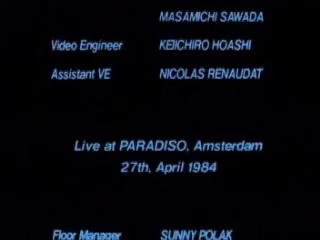 MASAMICHI SAWADA
Video Engineer KEIICHIRO HOASHI
Assistant VE NICOLAS RENAUDAT
Live at PARADISO, Amsterdam
27th, April 1984
Floor Manager SUNNY POLAK